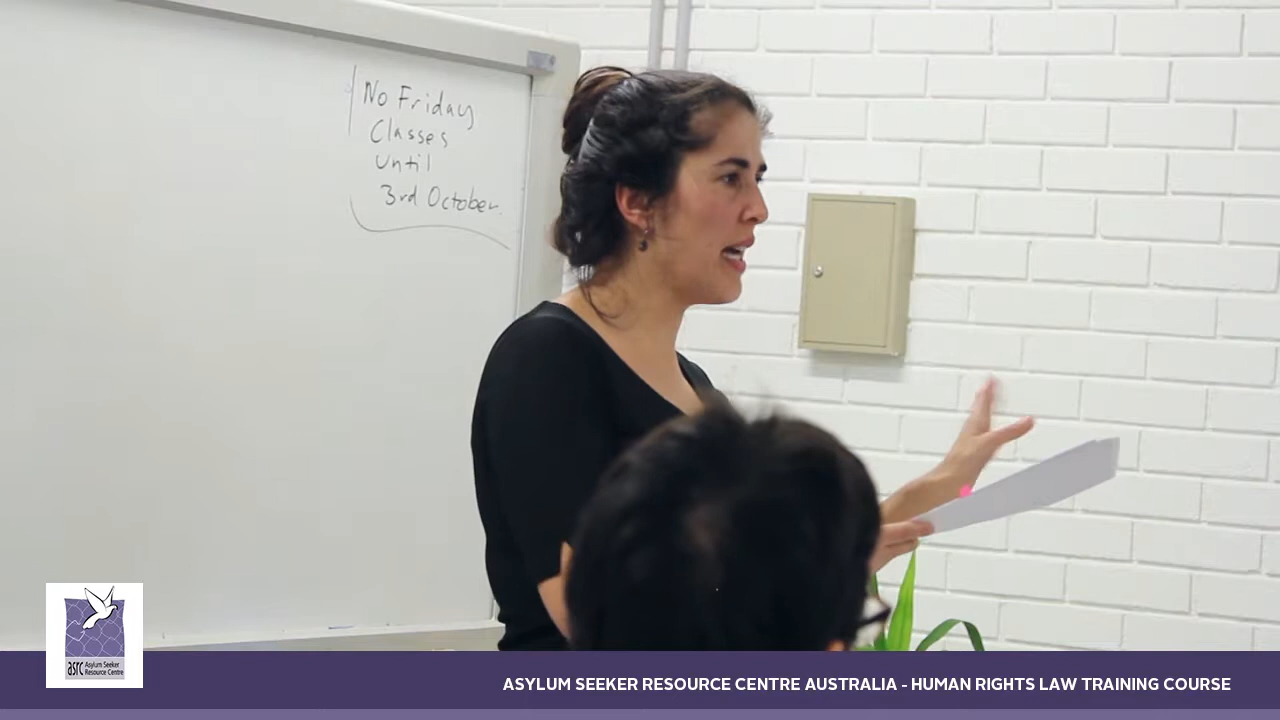 No Friday
Classes
until
3rd October.
asrc Asylum Seeker
Resource Centre
ASYLUM SEEKER RESOURCE CENTRE AUSTRALIA - HUMAN RIGHTS LAW TRAINING COURSE